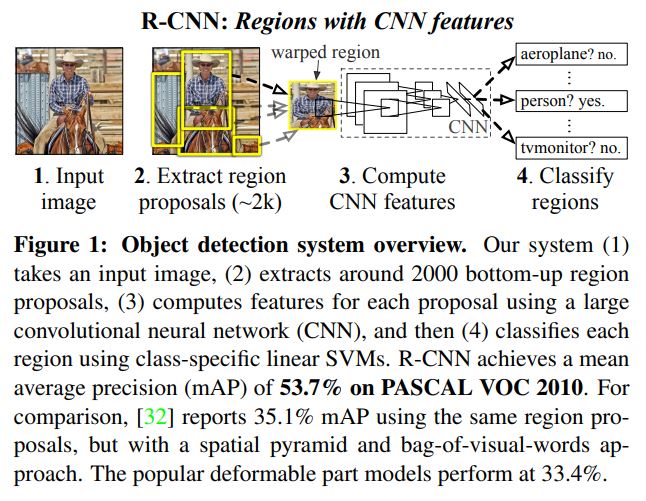 R-CNN: Regions with CNN features
warped region
aeroplane? no.
person? yes.
tvmonitor? no.
CNN
1. Input
image
2. Extract region
proposals (~2k)
3. Compute
CNN features
4. Classify
regions
Figure 1: Object detection system overview. Our system (1)
takes an input image, (2) extracts around 2000 bottom-up region
proposals, (3) computes features for each proposal using a large
convolutional neural network (CNN), and then (4) classifies each
region using class-specific linear SVMs. R-CNN achieves a mean
average precision (mAP) of 53.7% on PASCAL VOC 2010. For
comparison, [32] reports 35.1% mAP using the same region pro-
posals, but with a spatial pyramid and bag-of-visual-words ap-
proach. The popular deformable part models perform at 33.4%.